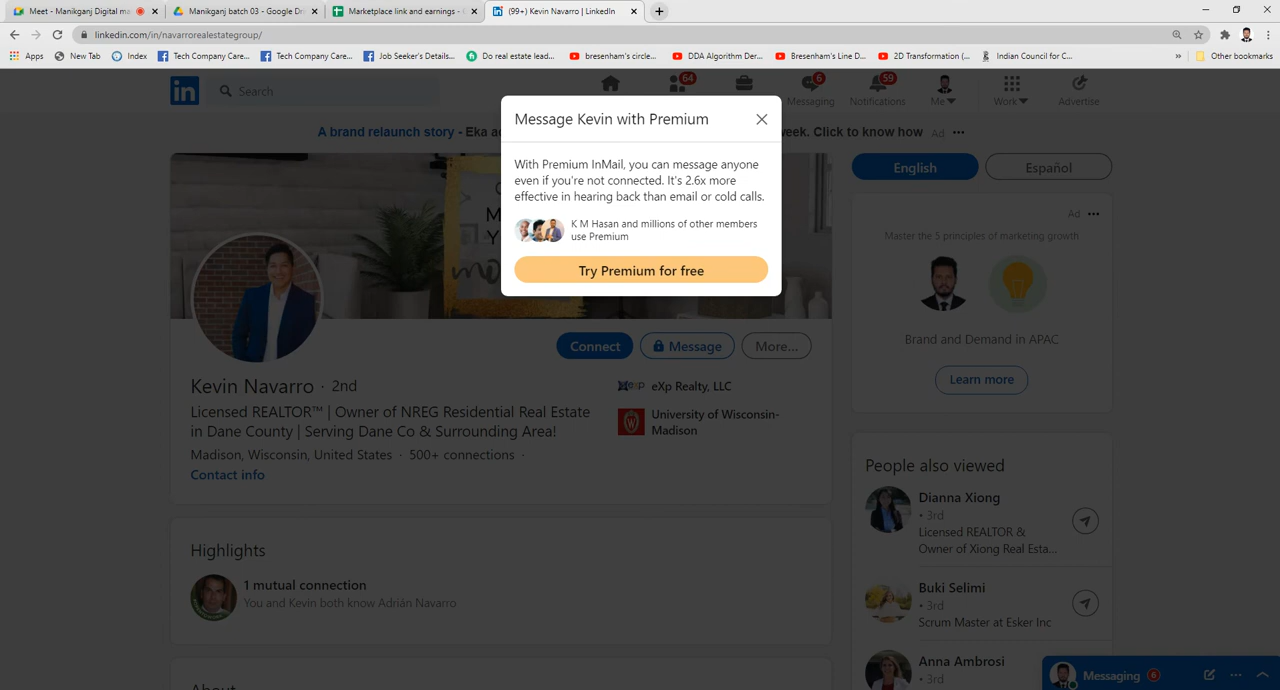 Meet - Manikganj Digital ma
Manikganj batch 03 - Google Dri
Marketplace link and earnings -
(99+) Kevin Navarro | LinkedIn
linkedin.com/in/navarrorealestategroup/
Apps
New Tab
Index
Tech Company Care...
Tech Company Care...
Job Seeker's Details...
Do real estate lead...
bresenham's circle...
DDA Algorithm Der...
Bresenham's Line D...
2D Transformation (...
Indian Council for C...
»
Other bookmarks
in
Search
64
6
59
Messaging
Notifications
Me
Work
Advertise
A brand relaunch story - Eka
week. Click to know how
Ad
Message Kevin with Premium
With Premium InMail, you can message anyone
even if you're not connected. It's 2.6x more
effective in hearing back than email or cold calls.
K M Hasan and millions of other members
use Premium
Try Premium for free
English
Español
Ad
Master the 5 principles of marketing growth
Brand and Demand in APAC
Learn more
Connect
Message
More...
Kevin Navarro · 2nd
Licensed REALTOR™ | Owner of NREG Residential Real Estate
in Dane County | Serving Dane Co & Surrounding Area!
Madison, Wisconsin, United States · 500+ connections ·
Contact info
eXp Realty, LLC
University of Wisconsin-
Madison
Highlights
1 mutual connection
You and Kevin both know Adrián Navarro
About
People also viewed
Dianna Xiong
• 3rd
Licensed REALTOR &
Owner of Xiong Real Esta...
Buki Selimi
• 3rd
Scrum Master at Esker Inc
Anna Ambrosi
• 3rd
Messaging
6